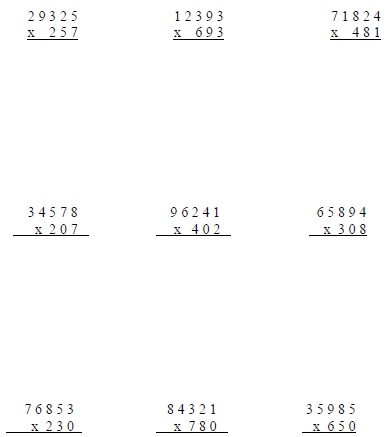 29325 12393 71824
x 257 x 693 x 481
34578 96241 65894
x 207 x 402 x 308
76853 84321 35985
x 230 x 780 x 650